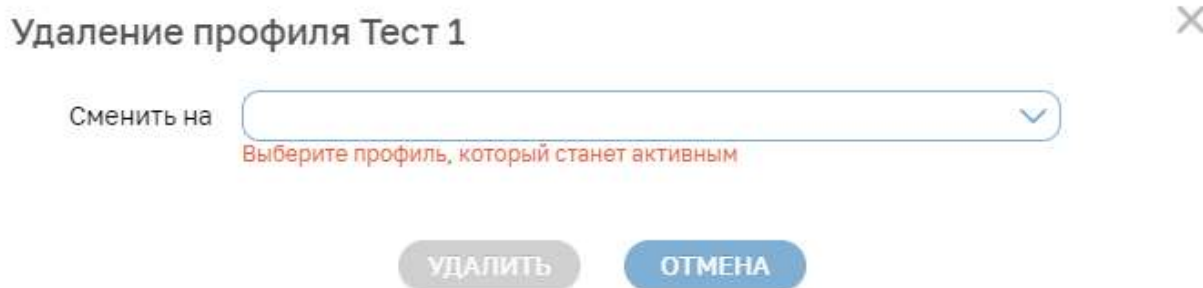 Удаление профиля Тест 1
Сменить на
Выберите профиль, который станет активным
УДАЛИТЬ ОТМЕНА